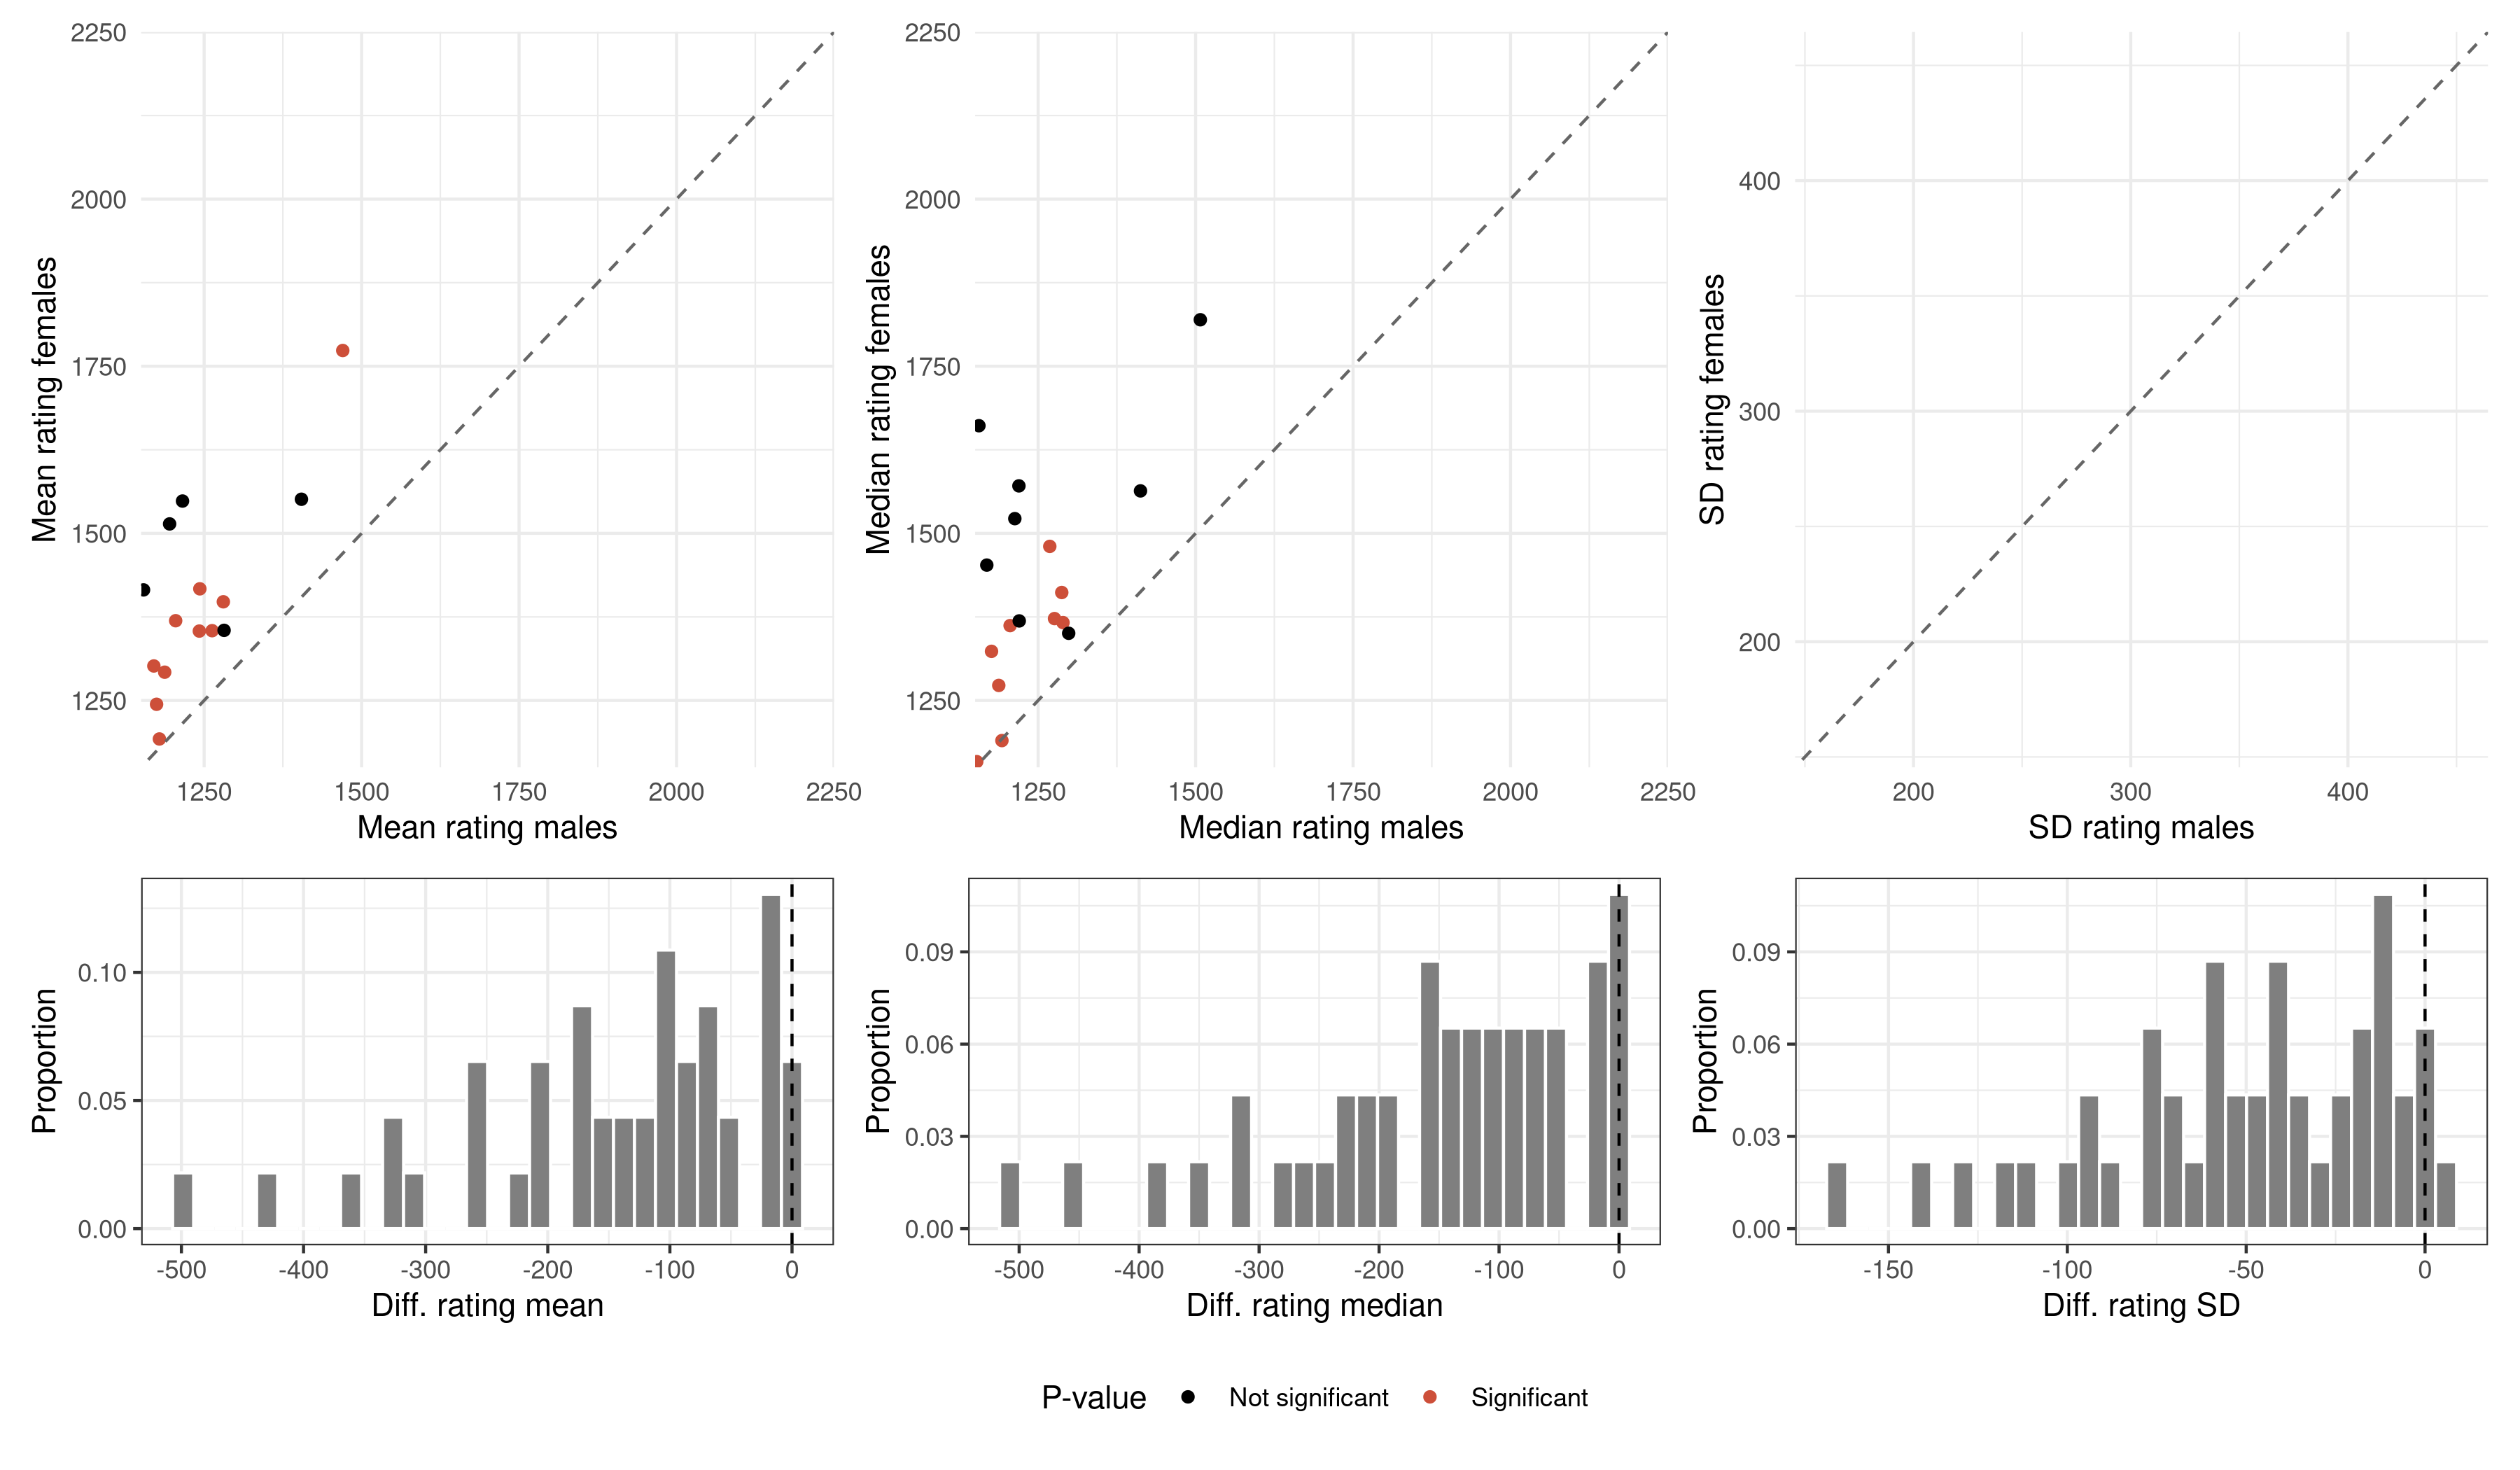 2250
2000
1750
1500
1250
Mean rating females
1250 1500 1750 2000 2250
Mean rating males
2250
2000
1750
1500
1250
Median rating females
1250 1500 1750 2000 2250
Median rating males
400
300
200
SD rating females
200 300 400
SD rating males
0.10
0.05
0.00
Proportion
-500 -400 -300 -200 -100 0
Diff. rating mean
0.09
0.06
0.03
0.00
Proportion
-500 -400 -300 -200 -100 0
Diff. rating median
0.09
0.06
0.03
0.00
Proportion
-150 -100 -50 0
Diff. rating SD
P-value Not significant Significant